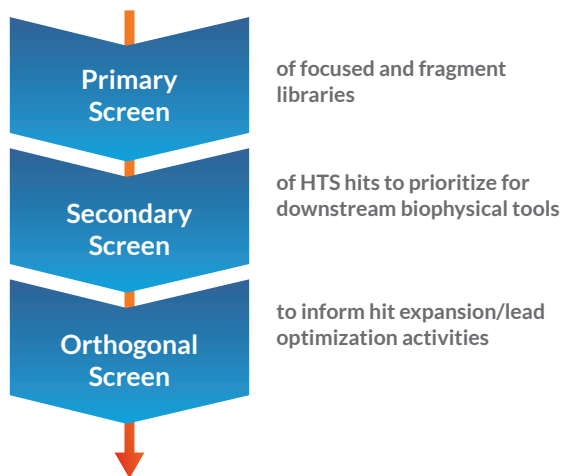 Primary
Screen
of focused and fragment
libraries
Secondary
Screen
of HTS hits to prioritize for
downstream biophysical tools
Orthogonal
Screen
to inform hit expansion/lead
optimization activities